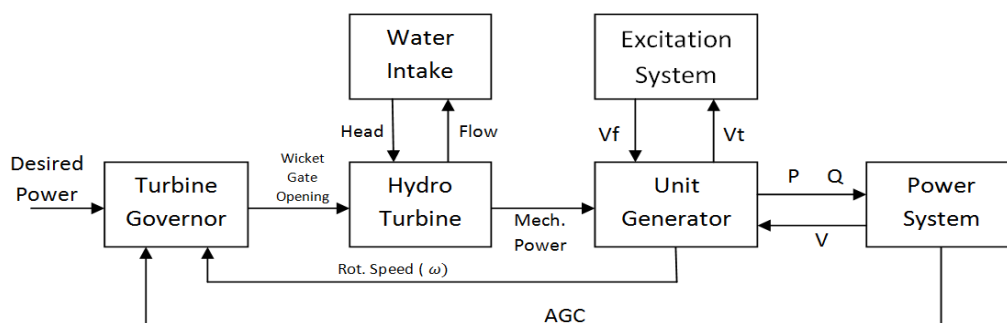 Water
Intake
Excitation
System
Head
Flow
Vf
Vt
Desired
Power
Turbine
Governor
Wicket
Gate
Opening
Hydro
Turbine
Mech.
Power
Unit
Generator
P Q
V
Power
System
Rot. Speed ( ω)
AGC